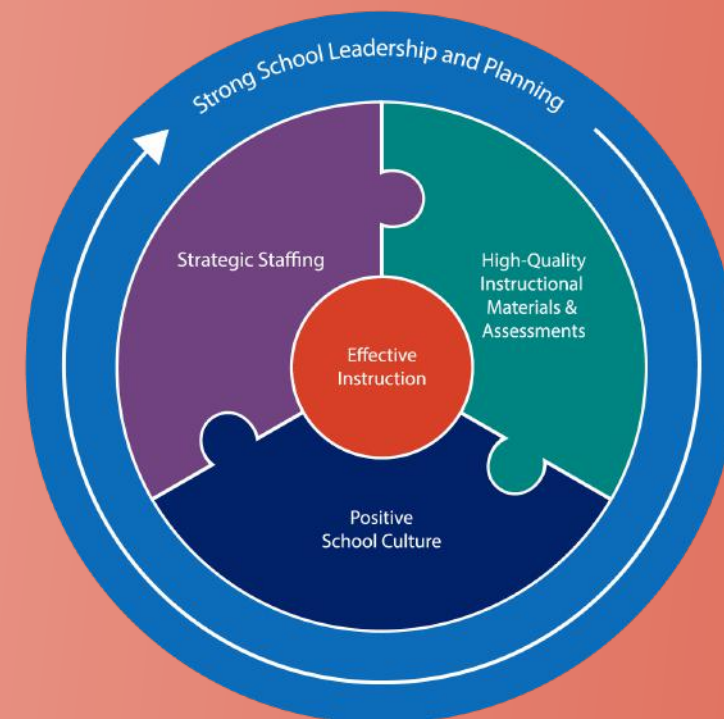 Strong School Leadership and Planning
Strategic Staffing
High-Quality
Instructional
Materials &
Assessments
Effective
Instruction
Positive
School Culture